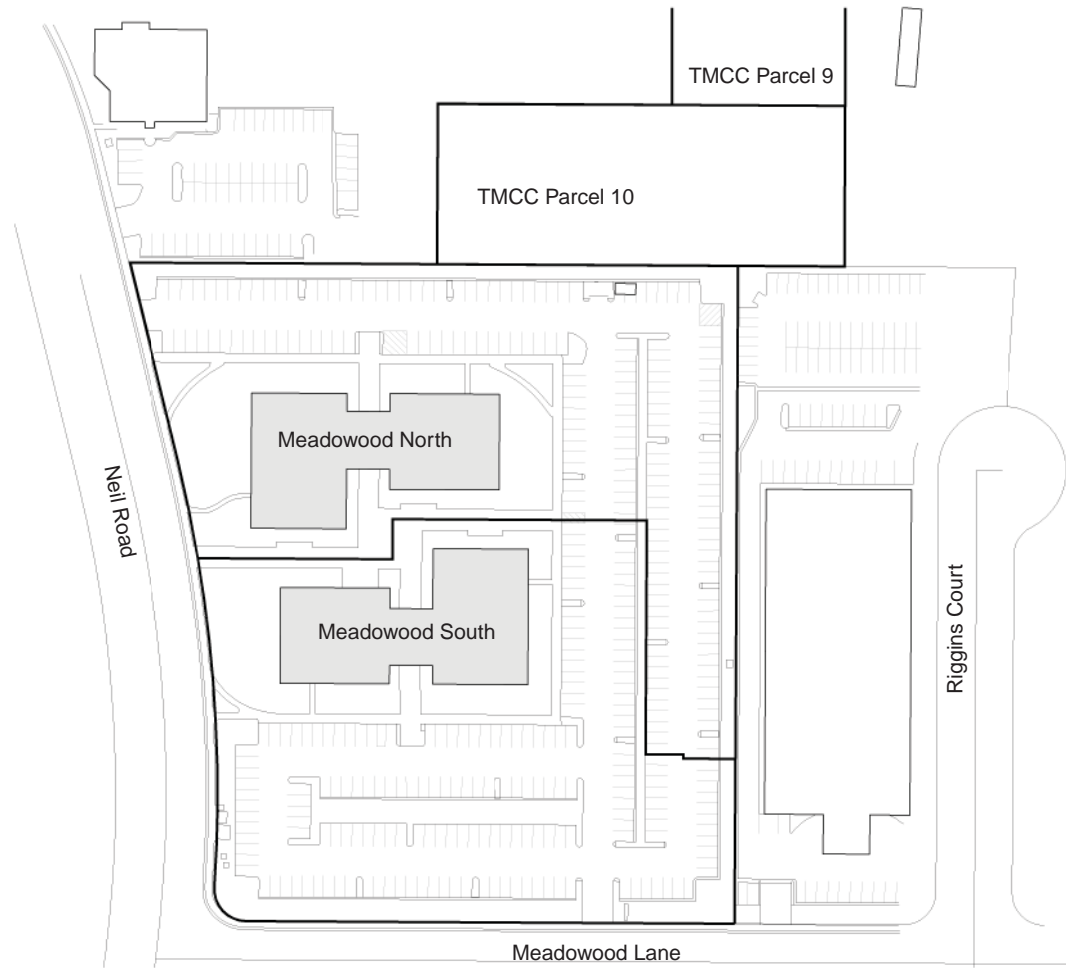 TMCC Parcel 9
TMCC Parcel 10
Meadowood North
Neil Road
Meadowood South
Riggins Court
Meadowood Lane